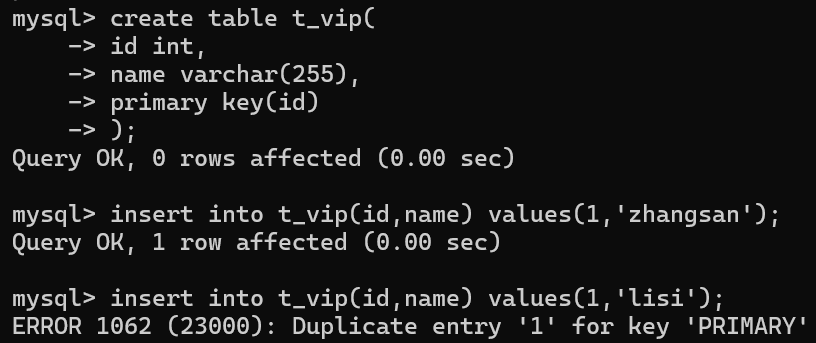 mysql> create table t_vip(
    -> id int,
    -> name varchar(255),
    -> primary key(id)
    -> );
Query OK, 0 rows affected (0.00 sec)

mysql> insert into t_vip(id,name) values(1,'zhangsan');
Query OK, 1 row affected (0.00 sec)

mysql> insert into t_vip(id,name) values(1,'lisi');
ERROR 1062 (23000): Duplicate entry '1' for key 'PRIMARY'